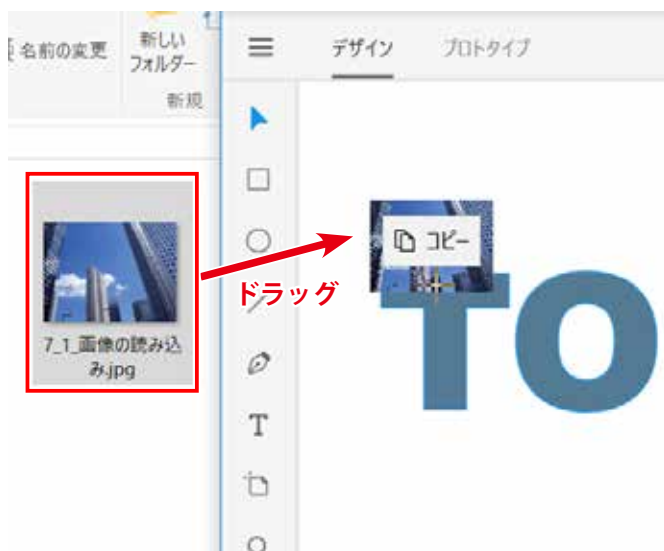 名前の変更
新しい
フォルダー
新規
デザイン
プロトタイプ
コピー
ドラッグ
7_1_画像の読み込
み.jpg
TO
T